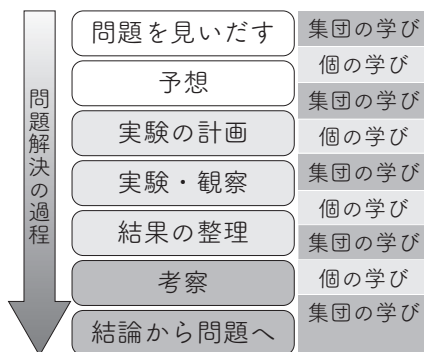 問題解決の過程
問題を見いだす
予想
実験の計画
実験・観察
結果の整理
考察
結論から問題へ
集団の学び
個の学び
集団の学び
個の学び
集団の学び
個の学び
集団の学び
個の学び
集団の学び